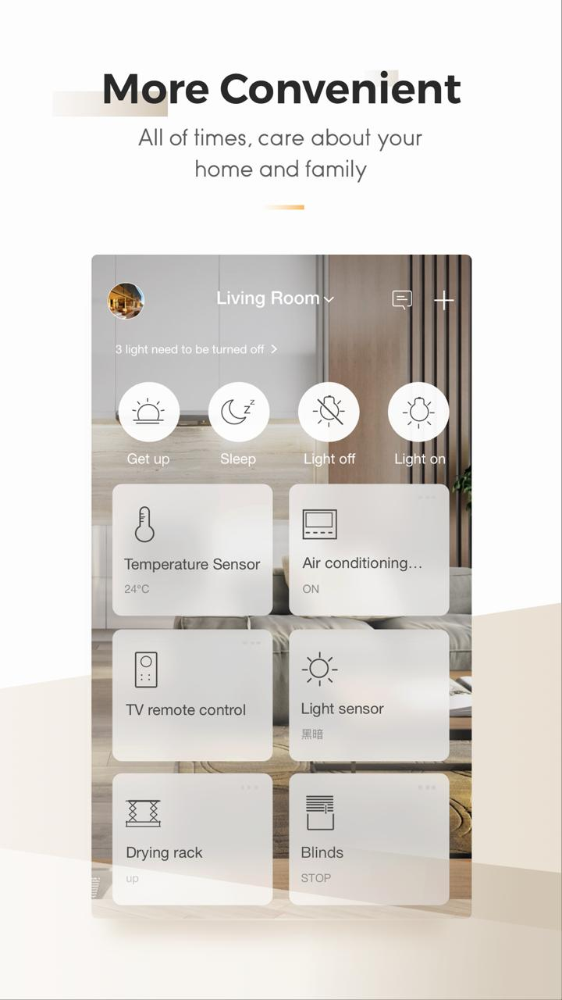 More Convenient
All of times, care about your
home and family
Living Room
3 light need to be turned off
Get up
Sleep
Light off
Light on
Temperature Sensor
24°C
Air conditioning...
ON
TV remote control
Light sensor
黑暗
Drying rack
up
Blinds
STOP